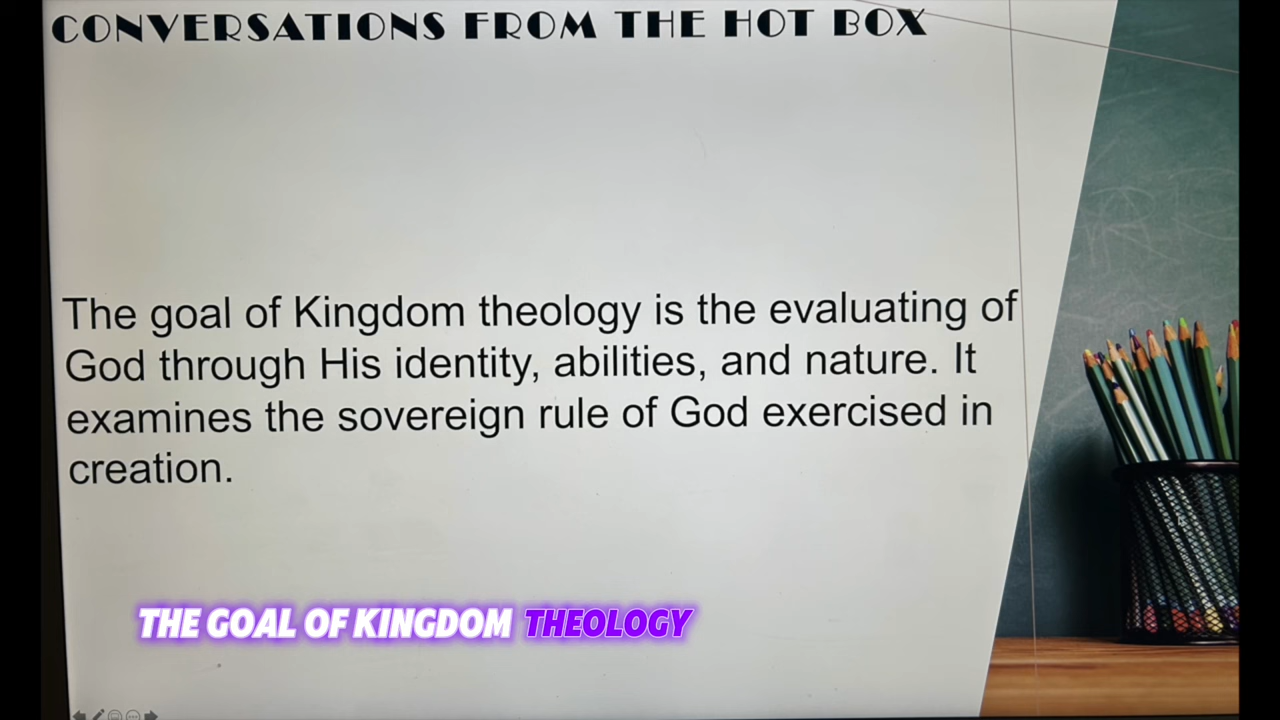 CONVERSATIONS FROM THE HOT BOX
The goal of Kingdom theology is the evaluating of
God through His identity, abilities, and nature. It
examines the sovereign rule of God exercised in
creation.
THE GOAL OF KINGDOM THEOLOGY